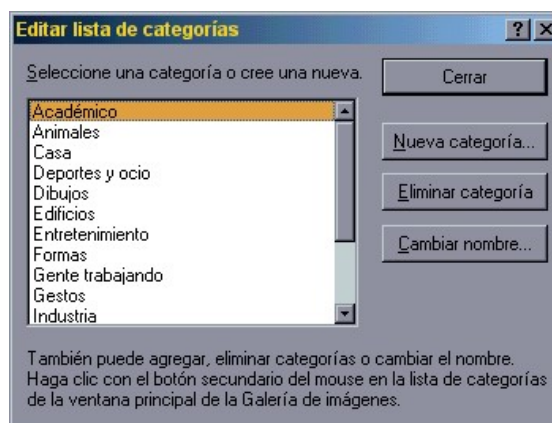 Editar lista de categorías
Seleccione una categoría o cree una nueva.
Cerrar
Académico
Animales
Casa
Deportes y ocio
Dibujos
Edificios
Entretenimiento
Formas
Gente trabajando
Gestos
Industria
Nueva categoría...
Eliminar categoría
Cambiar nombre...
También puede agregar, eliminar categorías o cambiar el nombre.
Haga clic con el botón secundario del mouse en la lista de categorías
de la ventana principal de la Galería de imágenes.